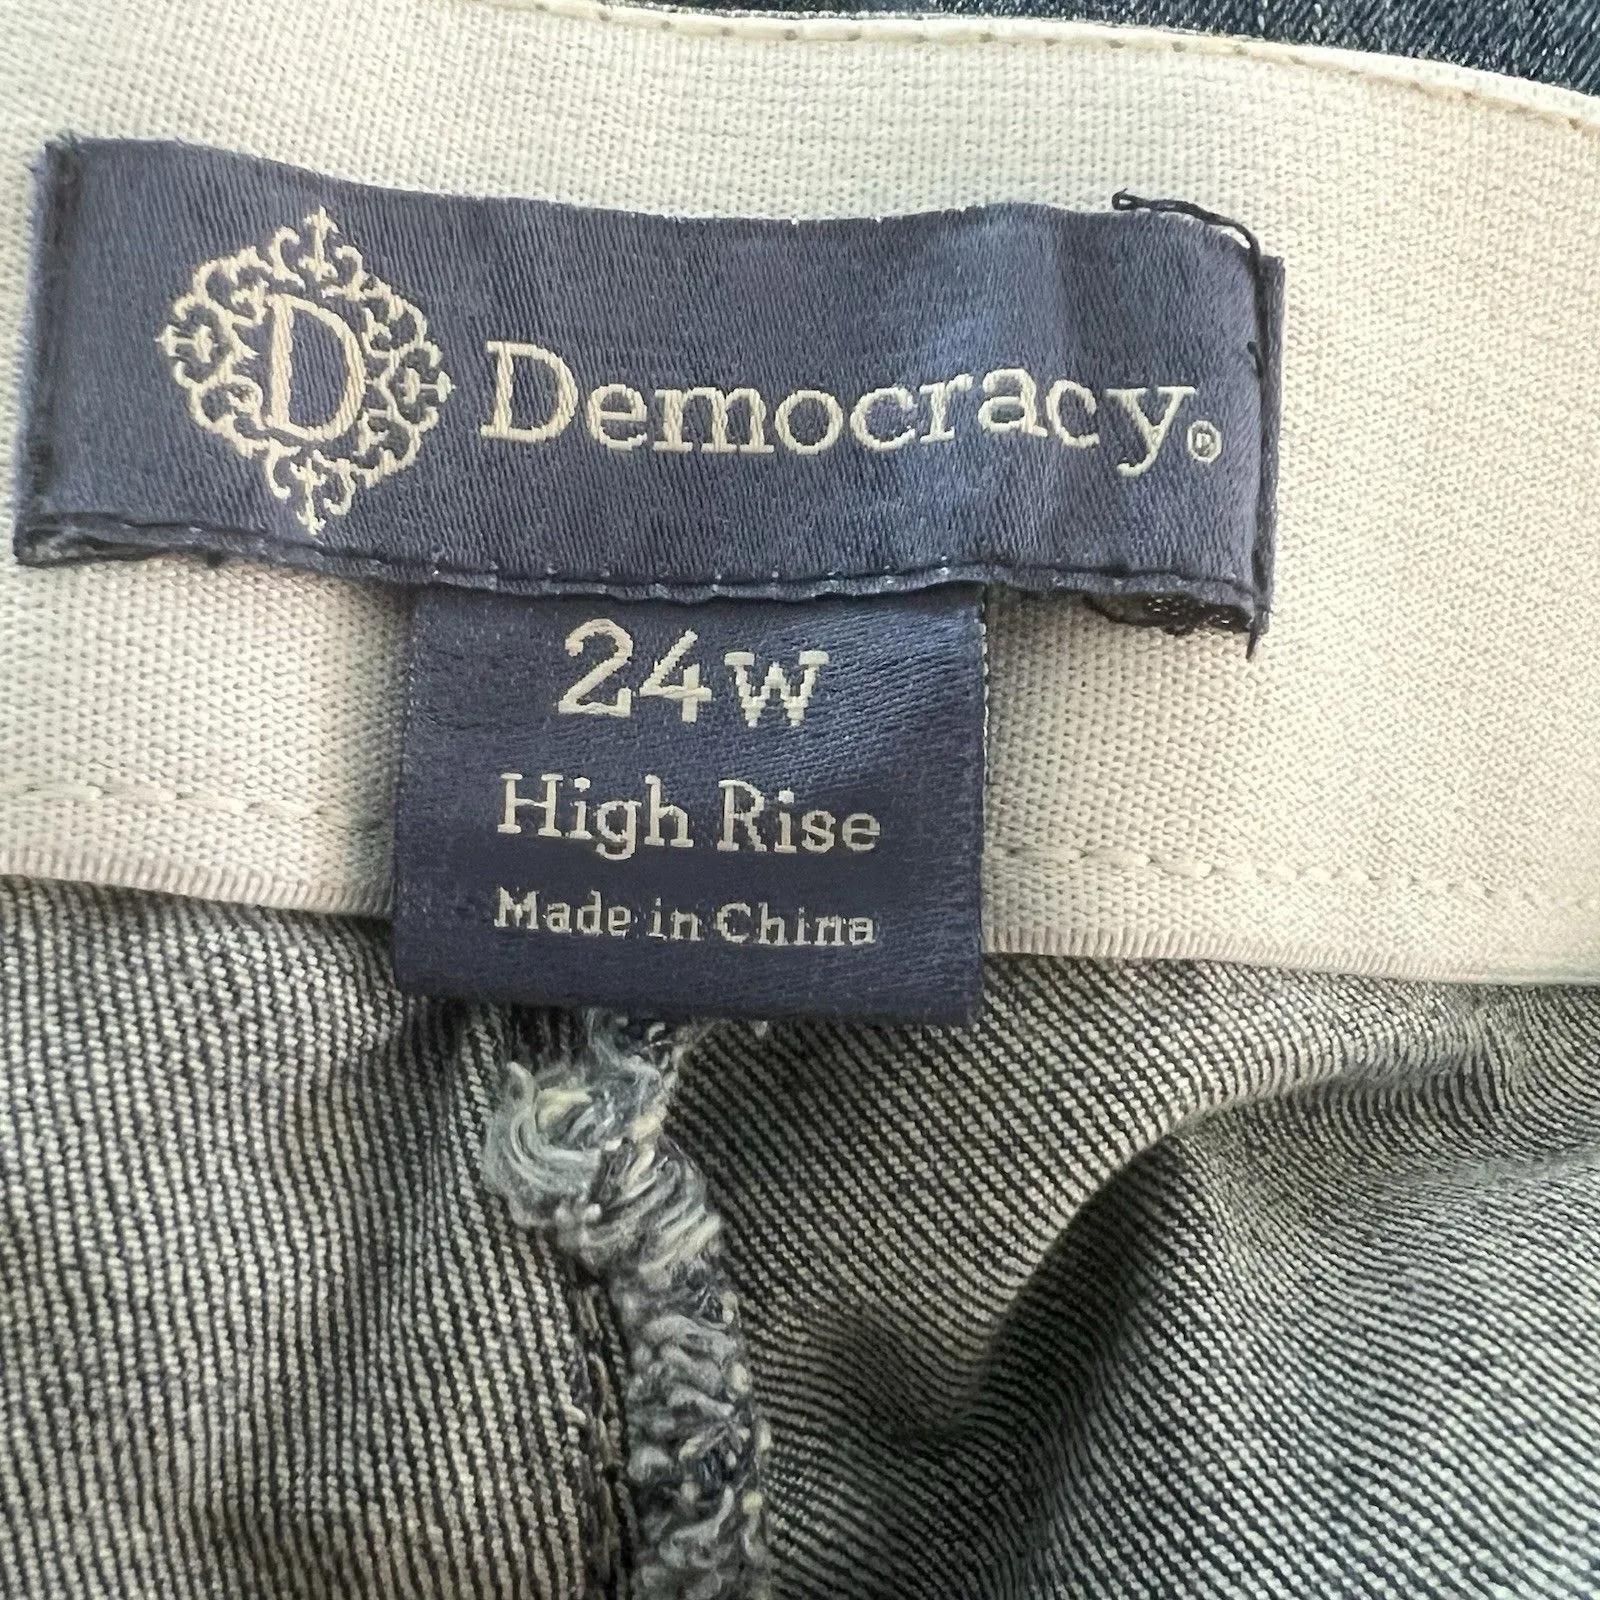 D Democracy®
24W
High Rise
Made in China